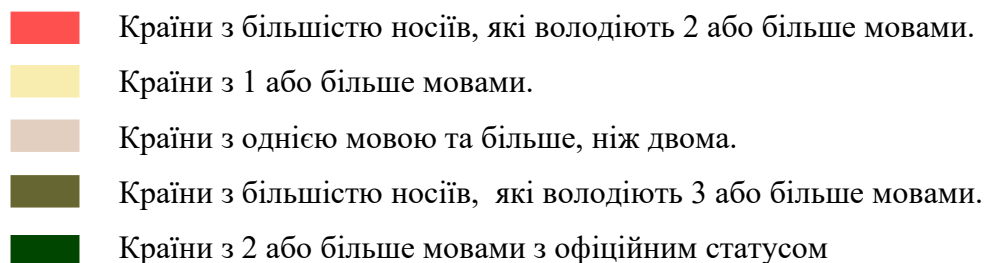 Країни з більшістю носіїв, які володіють 2 або більше мовами.
Країни з 1 або більше мовами.
Країни з однією мовою та більше, ніж двома.
Країни з більшістю носіїв,  які володіють 3 або більше мовами.
Країни з 2 або більше мовами з офіційним статусом